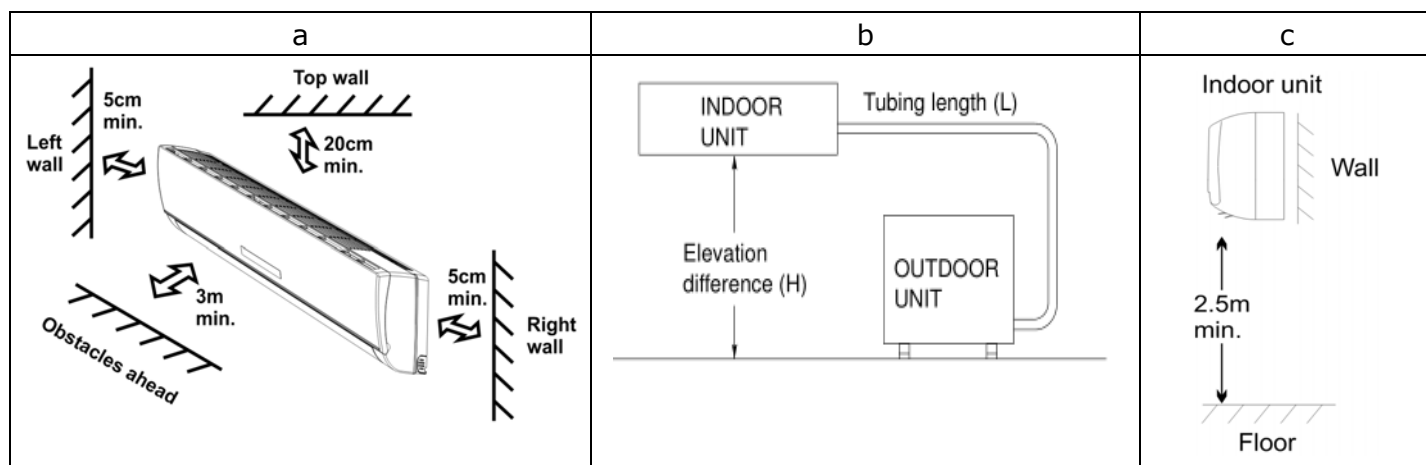 a
b
c
Top wall
5cm
min.
Left
wall
20cm
min.
3m
min.
5cm
min.
Right
wall
Obstacles ahead
INDOOR
UNIT
Tubing length (L)
Elevation
difference (H)
OUTDOOR
UNIT
Indoor unit
Wall
2.5m
min.
Floor